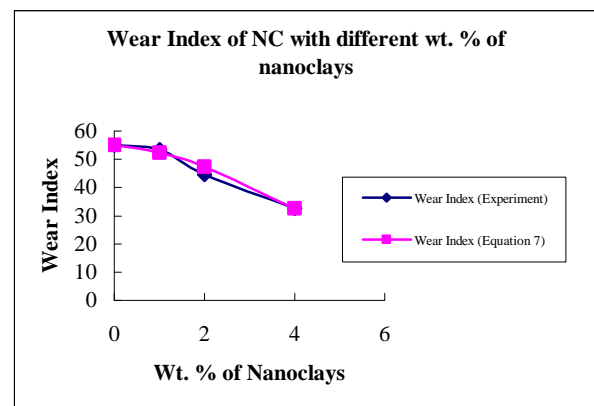 Wear Index of NC with different wt. % of
nanoclays
Wear Index
60
50
40
30
20
10
0
0 2 4 6
Wt. % of Nanoclays
Wear Index (Experiment)
Wear Index (Equation 7)